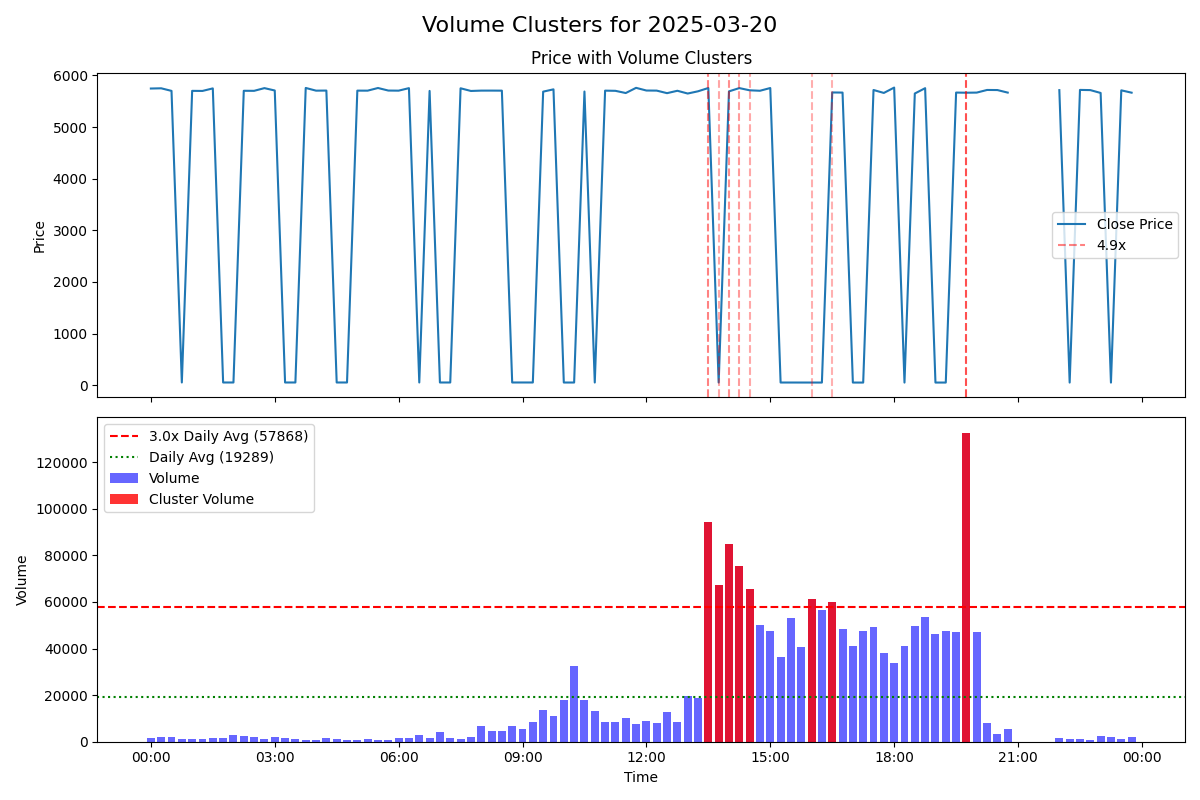 Volume Clusters for 2025-03-20
Price with Volume Clusters
6000
5000
4000
3000
2000
1000
0
Price
Close Price
4.9x
3.0x Daily Avg (57868)
Daily Avg (19289)
Volume
Cluster Volume
120000
100000
80000
60000
40000
20000
0
Volume
00:00 03:00 06:00 09:00 12:00 15:00 18:00 21:00 00:00
Time